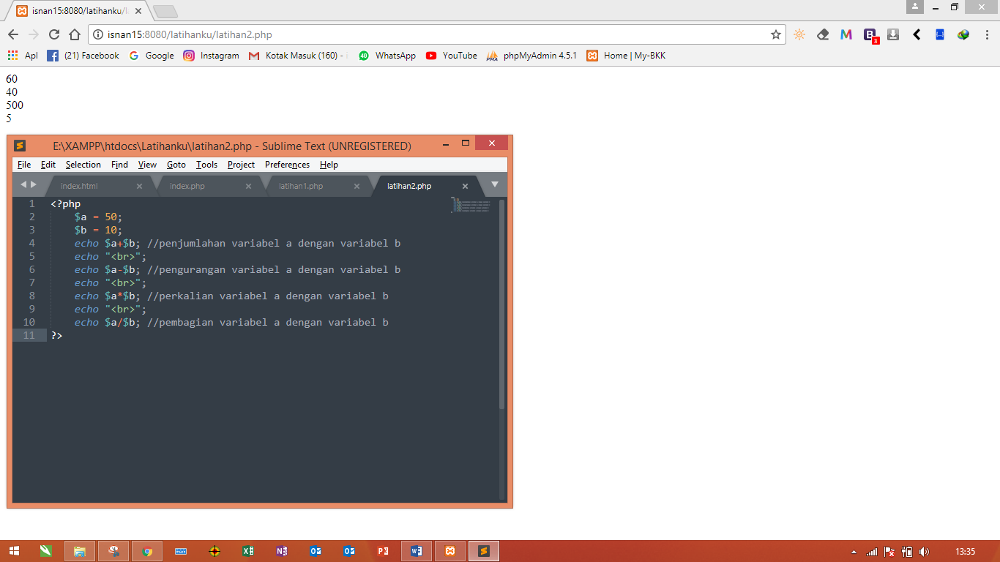 isnan15:8080/latihanku/l
isnan15:8080/latihanku/latihan2.php
3
Apl (21) Facebook Google Instagram Kotak Masuk (160) - WhatsApp YouTube phpMyAdmin 4.5.1 Home | My-BKK
60
40
500
5
E:\XAMPP\htdocs\Latihanku\latihan2.php - Sublime Text (UNREGISTERED)
File Edit Selection Find View Goto Tools Project Preferences Help
index.html index.php latihan1.php latihan2.php
1 <?php
2 $a = 50;
3 $b = 10;
4 echo $a+$b; //penjumlahan variabel a dengan variabel b
5 echo "<br>";
6 echo $a-$b; //pengurangan variabel a dengan variabel b
7 echo "<br>";
8 echo $a*$b; //perkalian variabel a dengan variabel b
9 echo "<br>";
10 echo $a/$b; //pembagian variabel a dengan variabel b
11 ?>
13:35